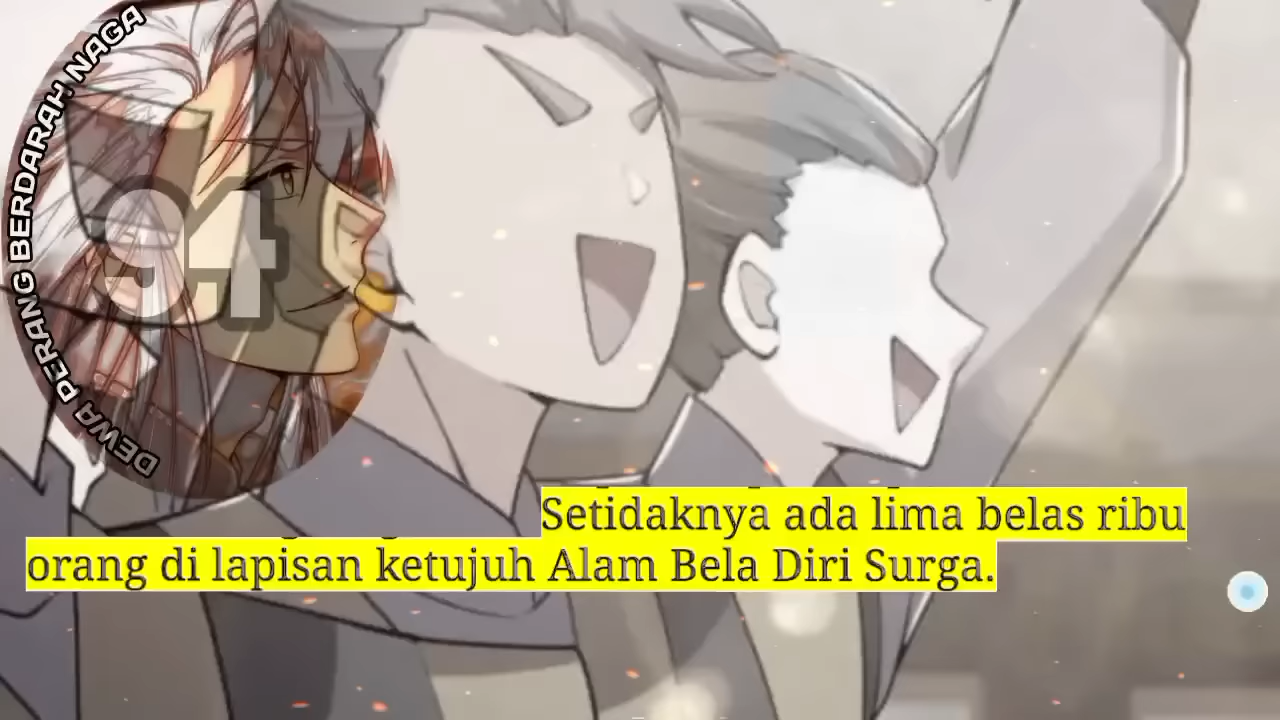 DEWA PERANG BERDARAH NAGA
94
Setidaknya ada lima belas ribu
orang di lapisan ketujuh Alam Bela Diri Surga.